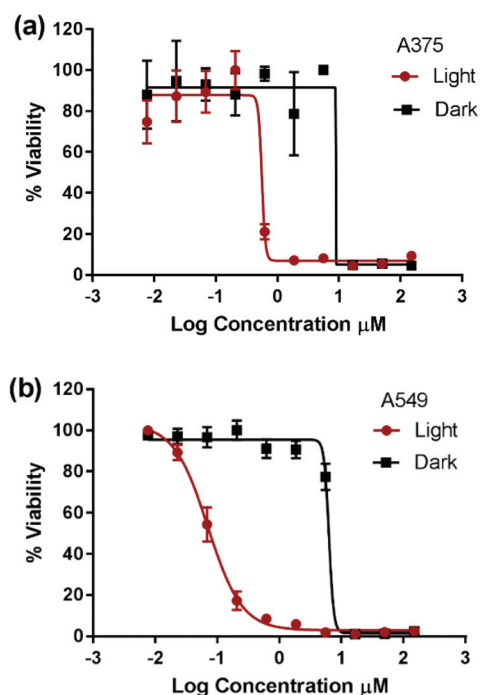 (a)
A375
Light
Dark
% Viability
120
100
80
60
40
20
0
-3 -2 -1 0 1 2 3
Log Concentration μM
(b)
A549
Light
Dark
% Viability
120
100
80
60
40
20
0
-3 -2 -1 0 1 2 3
Log Concentration μM